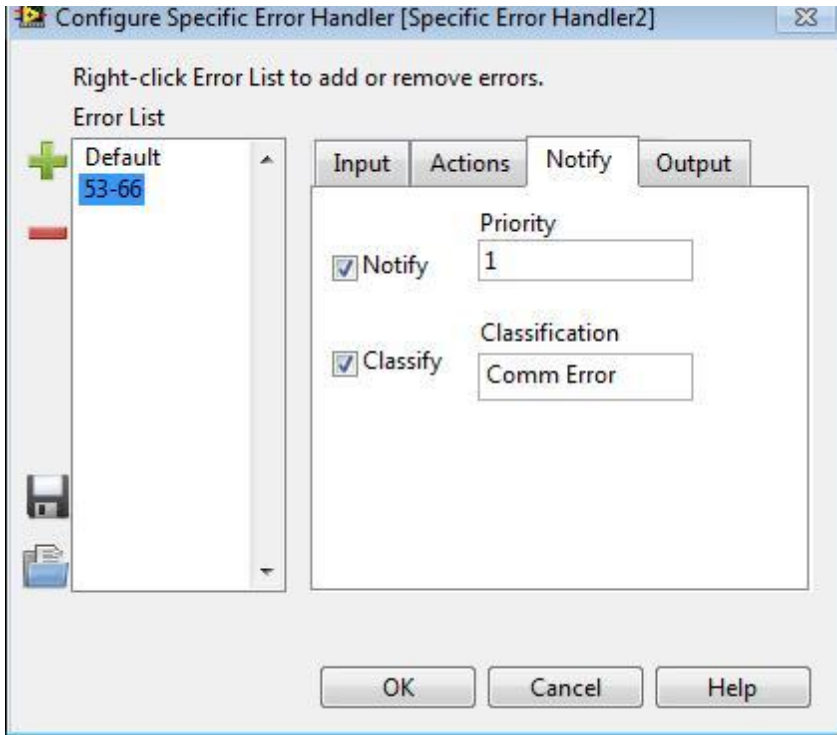 Configure Specific Error Handler [Specific Error Handler2]
Right-click Error List to add or remove errors.
Error List
Default
53-66
Input
Actions
Notify
Output
Priority
Notify
1
Classification
Classify
Comm Error
OK
Cancel
Help